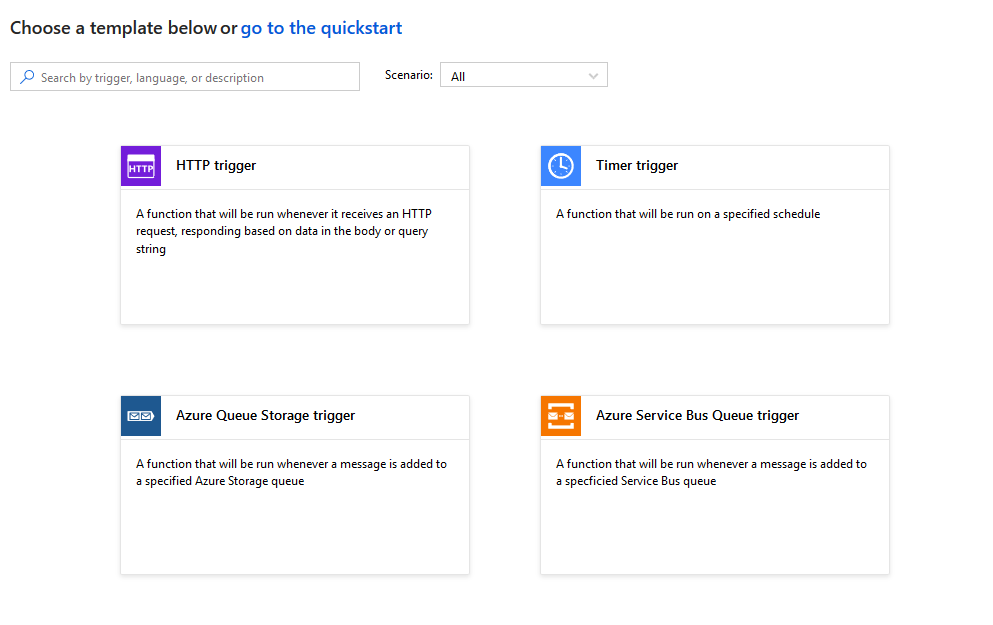 Choose a template below or go to the quickstart
Search by trigger, language, or description
Scenario: All
HTTP
HTTP trigger
A function that will be run whenever it receives an HTTP
request, responding based on data in the body or query
string
Timer trigger
A function that will be run on a specified schedule
Azure Queue Storage trigger
A function that will be run whenever a message is added to
a specified Azure Storage queue
Azure Service Bus Queue trigger
A function that will be run whenever a message is added to
a specficied Service Bus queue